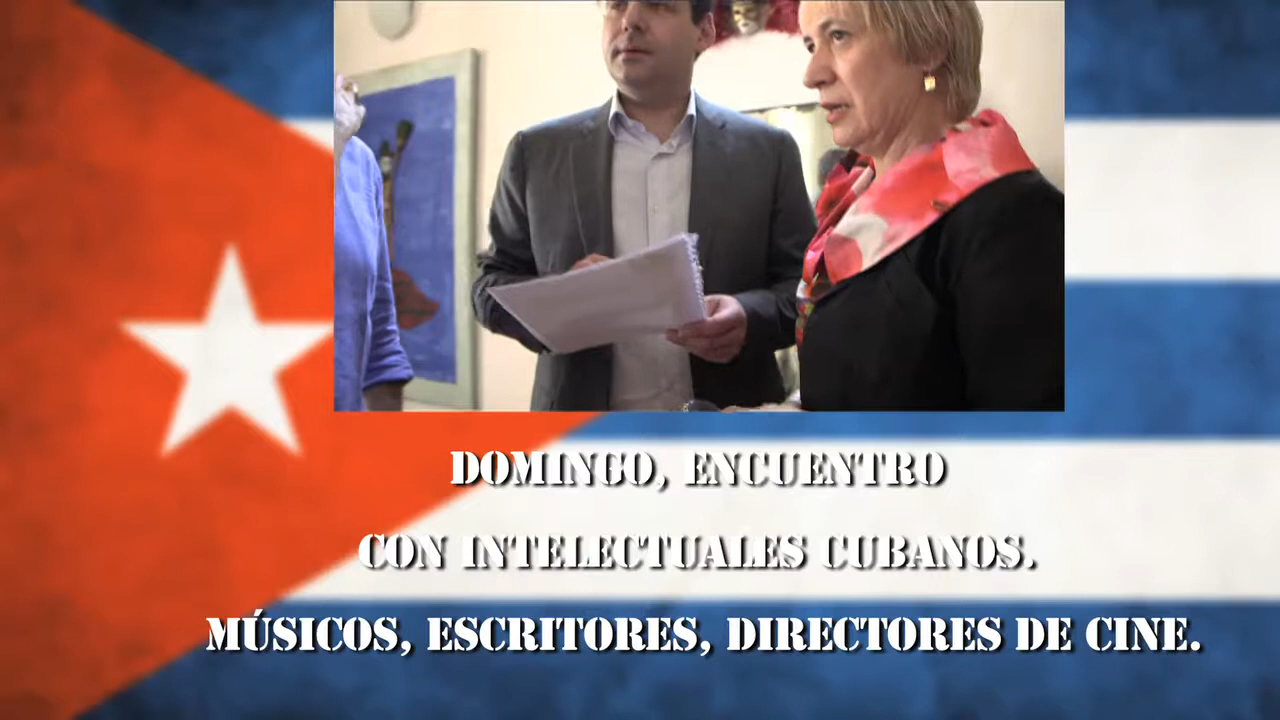 DOMINGO, ENCUENTRO
CON INTELECTUALES CUBANOS.
MÚSICOS, ESCRITORES, DIRECTORES DE CINE.